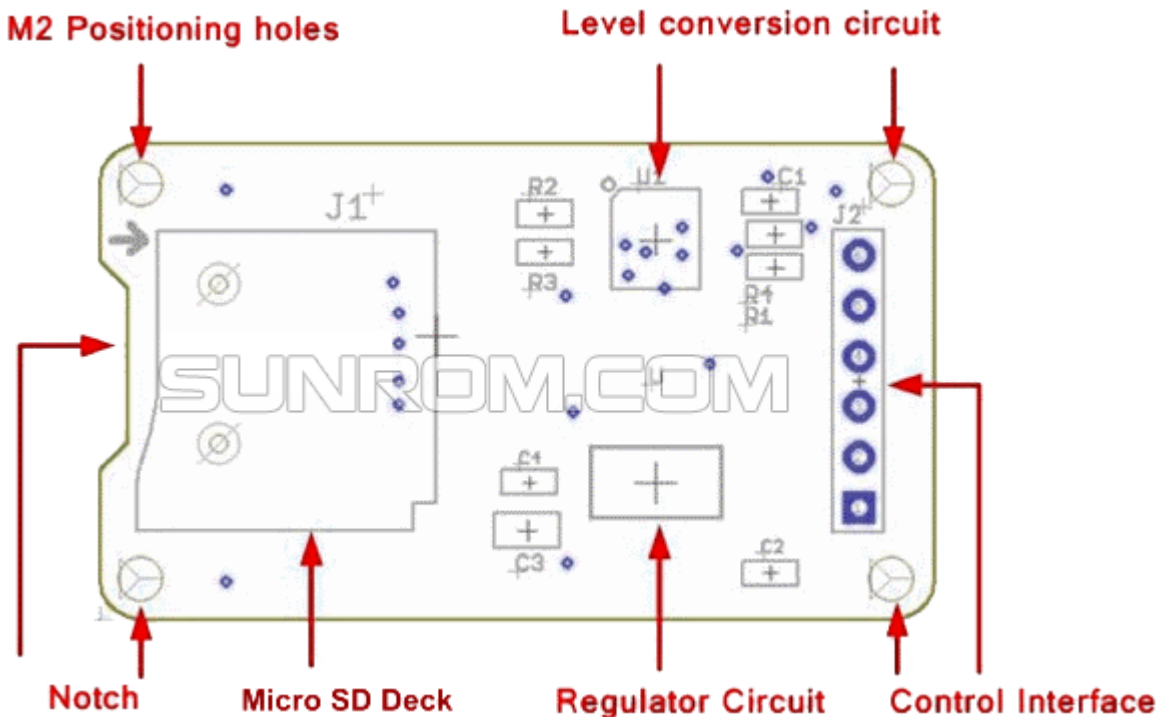 M2 Positioning holes
Level conversion circuit
R2
U1
C1
J1
J2
R3
R4
R1
SUNROM.COM
U
C4
C3
C2
Notch
Micro SD Deck
Regulator Circuit
Control Interface